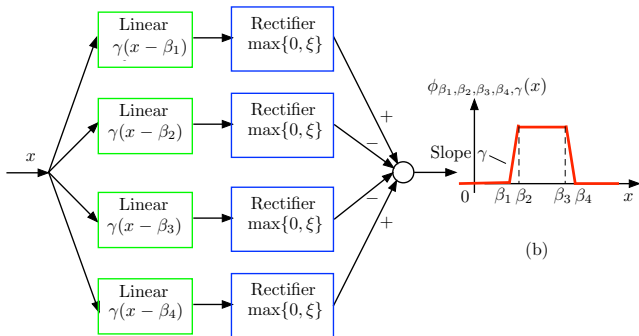 x
Linear
γ(x − β₁)
Rectifier
max{0, ξ}
+
Linear
γ(x − β₂)
Rectifier
max{0, ξ}
−
Linear
γ(x − β₃)
Rectifier
max{0, ξ}
−
Linear
γ(x − β₄)
Rectifier
max{0, ξ}
+
ϕβ₁,β₂,β₃,β₄,γ(x)
Slope γ
0
β₁ β₂ β₃ β₄ x
(b)